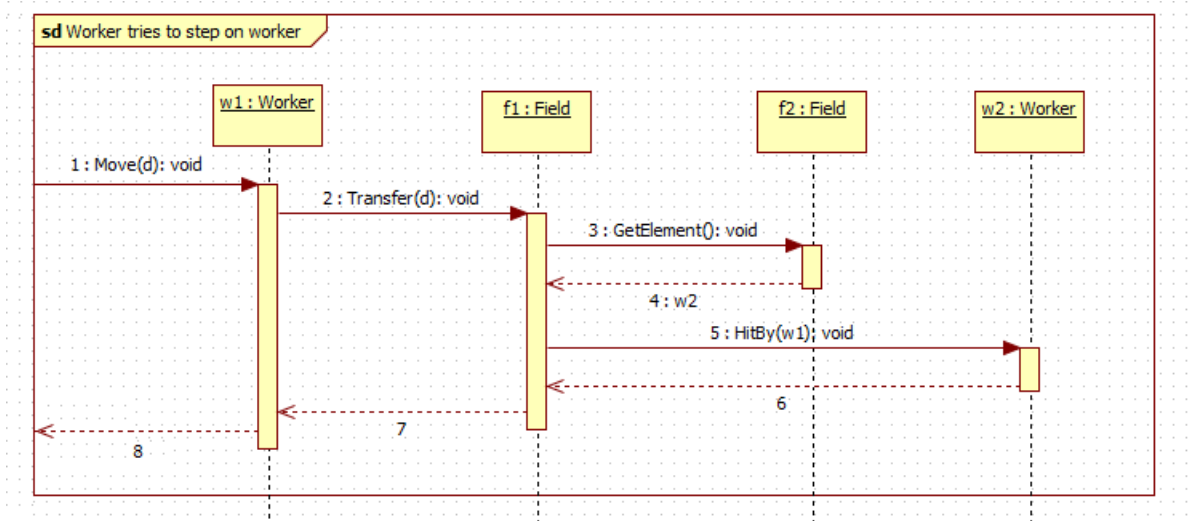 sd Worker tries to step on worker
w1 : Worker
f1 : Field
f2 : Field
w2 : Worker
1 : Move(d): void
2 : Transfer(d): void
3 : GetElement(): void
4 : w2
5 : HitBy(w1): void
6
7
8